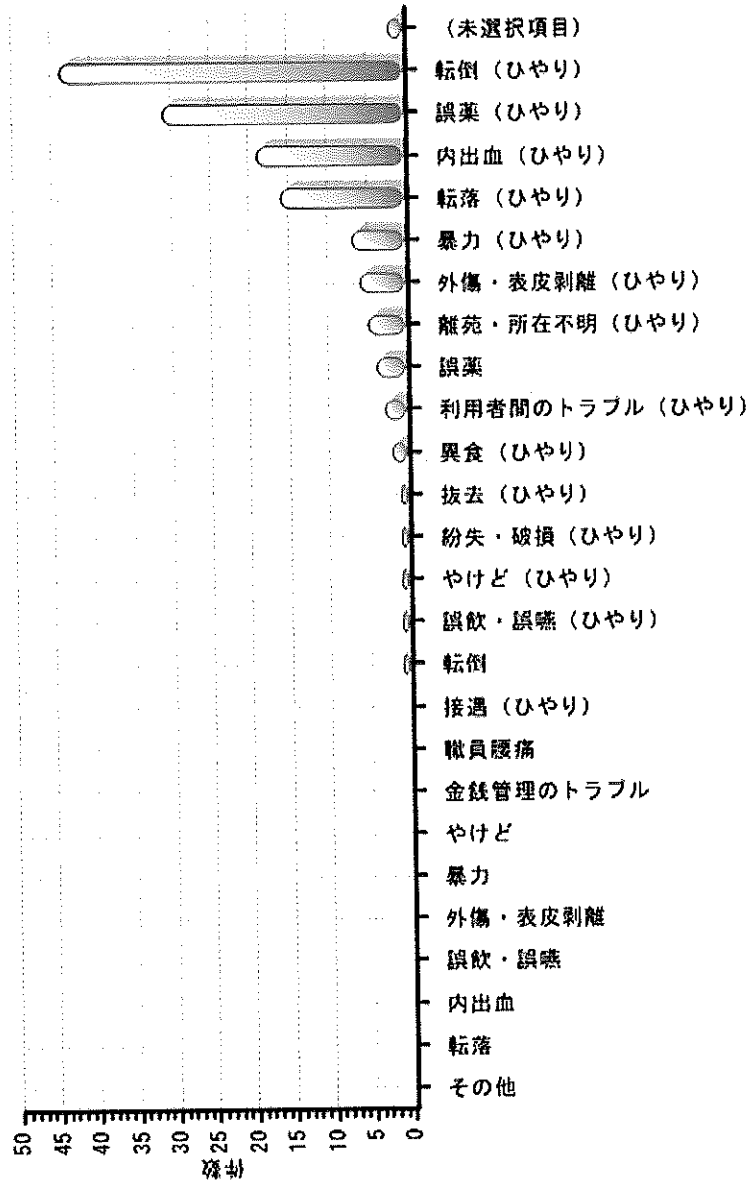 (未選択項目)
転倒 (ひやり)
誤薬 (ひやり)
内出血 (ひやり)
転落 (ひやり)
暴力 (ひやり)
外傷・表皮剥離 (ひやり)
離苑・所在不明 (ひやり)
誤薬
利用者間のトラブル (ひやり)
異食 (ひやり)
抜去 (ひやり)
紛失・破損 (ひやり)
やけど (ひやり)
誤飲・誤嚥 (ひやり)
転倒
接遇 (ひやり)
職員腰痛
金銭管理のトラブル
やけど
暴力
外傷・表皮剥離
誤飲・誤嚥
内出血
転落
その他
50 45 40 35 30 25 20 15 10 5 0
件数